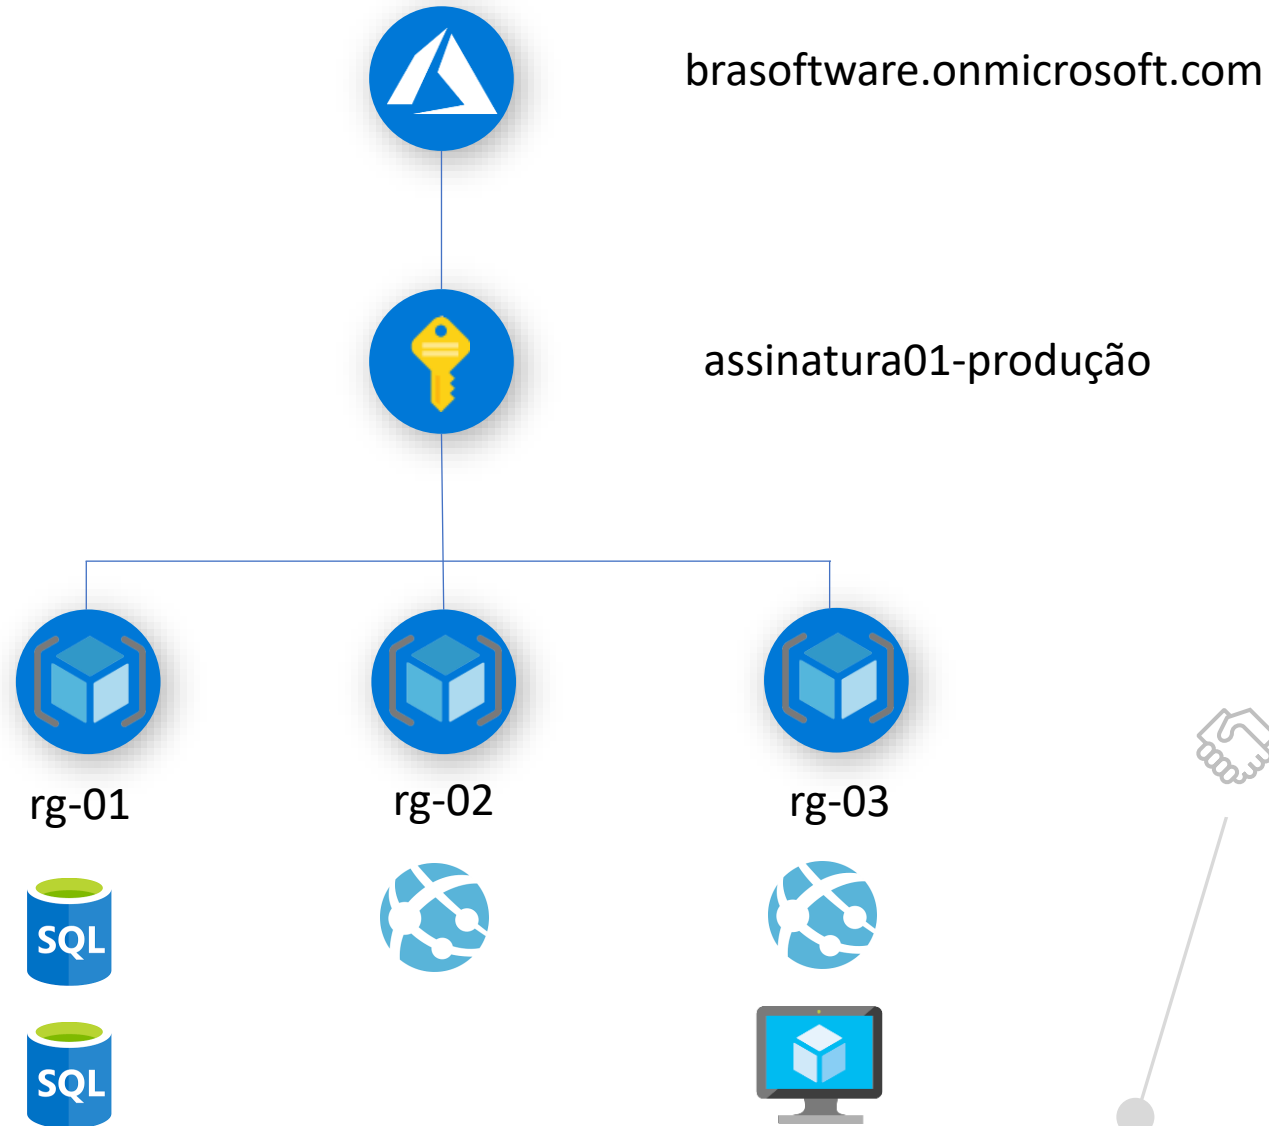 brasoftware.onmicrosoft.com
assinatura01-produção
rg-01
rg-02
rg-03
SQL
SQL